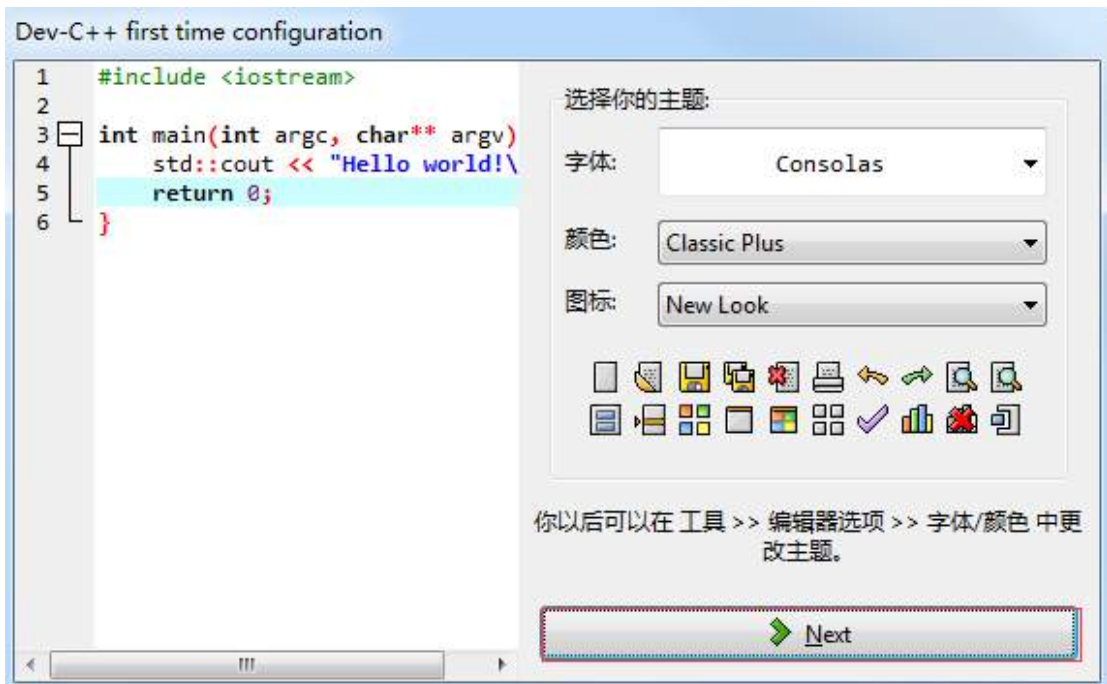 Dev-C++ first time configuration
1 #include <iostream>
2
3 int main(int argc, char** argv)
4 std::cout << "Hello world!\
5 return 0;
6 }
选择你的主题:
字体: Consolas
颜色: Classic Plus
图标: New Look
你以后可以在 工具 >> 编辑器选项 >> 字体/颜色 中更
改主题。
Next